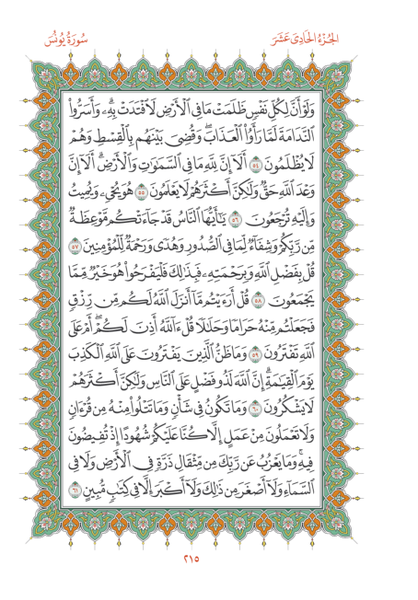 سُورَةُ يُونُسَ
الجُزْءُ الحَادِي عَشَرَ
وَلَوْ أَنَّ لِكُلِّ نَفْسٍ ظَلَمَتْ مَا فِي ٱلْأَرْضِ لَٱفْتَدَتْ بِهِۦۗ وَأَسَرُّواْ
ٱلنَّدَامَةَ لَمَّا رَأَوُاْ ٱلْعَذَابَۖ وَقُضِيَ بَيْنَهُم بِٱلْقِسْطِ وَهُمْ
لَا يُظْلَمُونَ ٥٤ أَلَآ إِنَّ لِلَّهِ مَا فِي ٱلسَّمَٰوَٰتِ وَٱلْأَرْضِۗ أَلَآ إِنَّ
وَعْدَ ٱللَّهِ حَقٌّ وَلَٰكِنَّ أَكْثَرَهُمْ لَا يَعْلَمُونَ ٥٥ هُوَ يُحْيِۦ وَيُمِيتُ
وَإِلَيْهِ تُرْجَعُونَ ٥٦ يَٰٓأَيُّهَا ٱلنَّاسُ قَدْ جَآءَتْكُم مَّوْعِظَةٌ
مِّن رَّبِّكُمْ وَشِفَآءٌ لِّمَا فِي ٱلصُّدُورِ وَهُدًى وَرَحْمَةٌ لِّلْمُؤْمِنِينَ ٥٧
قُلْ بِفَضْلِ ٱللَّهِ وَبِرَحْمَتِهِۦ فَبِذَٰلِكَ فَلْيَفْرَحُواْ هُوَ خَيْرٌ مِّمَّا
يَجْمَعُونَ ٥٨ قُلْ أَرَءَيْتُم مَّآ أَنزَلَ ٱللَّهُ لَكُم مِّن رِّزْقٍ
فَجَعَلْتُم مِّنْهُ حَرَامًا وَحَلَٰلًا قُلْ ءَآللَّهُ أَذِنَ لَكُمْۖ أَمْ عَلَى
ٱللَّهِ تَفْتَرُونَ ٥٩ وَمَا ظَنُّ ٱلَّذِينَ يَفْتَرُونَ عَلَى ٱللَّهِ ٱلْكَذِبَ
يَوْمَ ٱلْقِيَٰمَةِۗ إِنَّ ٱللَّهَ لَذُو فَضْلٍ عَلَى ٱلنَّاسِ وَلَٰكِنَّ أَكْثَرَهُمْ
لَا يَشْكُرُونَ ٦٠ وَمَا تَكُونُ فِي شَأْنٍ وَمَا تَتْلُواْ مِنْهُ مِن قُرْءَانٍ
وَلَا تَعْمَلُونَ مِنْ عَمَلٍ إِلَّا كُنَّا عَلَيْكُمْ شُهُودًا إِذْ تُفِيضُونَ
فِيهِۚ وَمَا يَعْزُبُ عَن رَّبِّكَ مِن مِّثْقَالِ ذَرَّةٍ فِي ٱلْأَرْضِ وَلَا فِي
ٱلسَّمَآءِ وَلَآ أَصْغَرَ مِن ذَٰلِكَ وَلَآ أَكْبَرَ إِلَّا فِي كِتَٰبٍ مُّبِينٍ ٦١
٢١٥